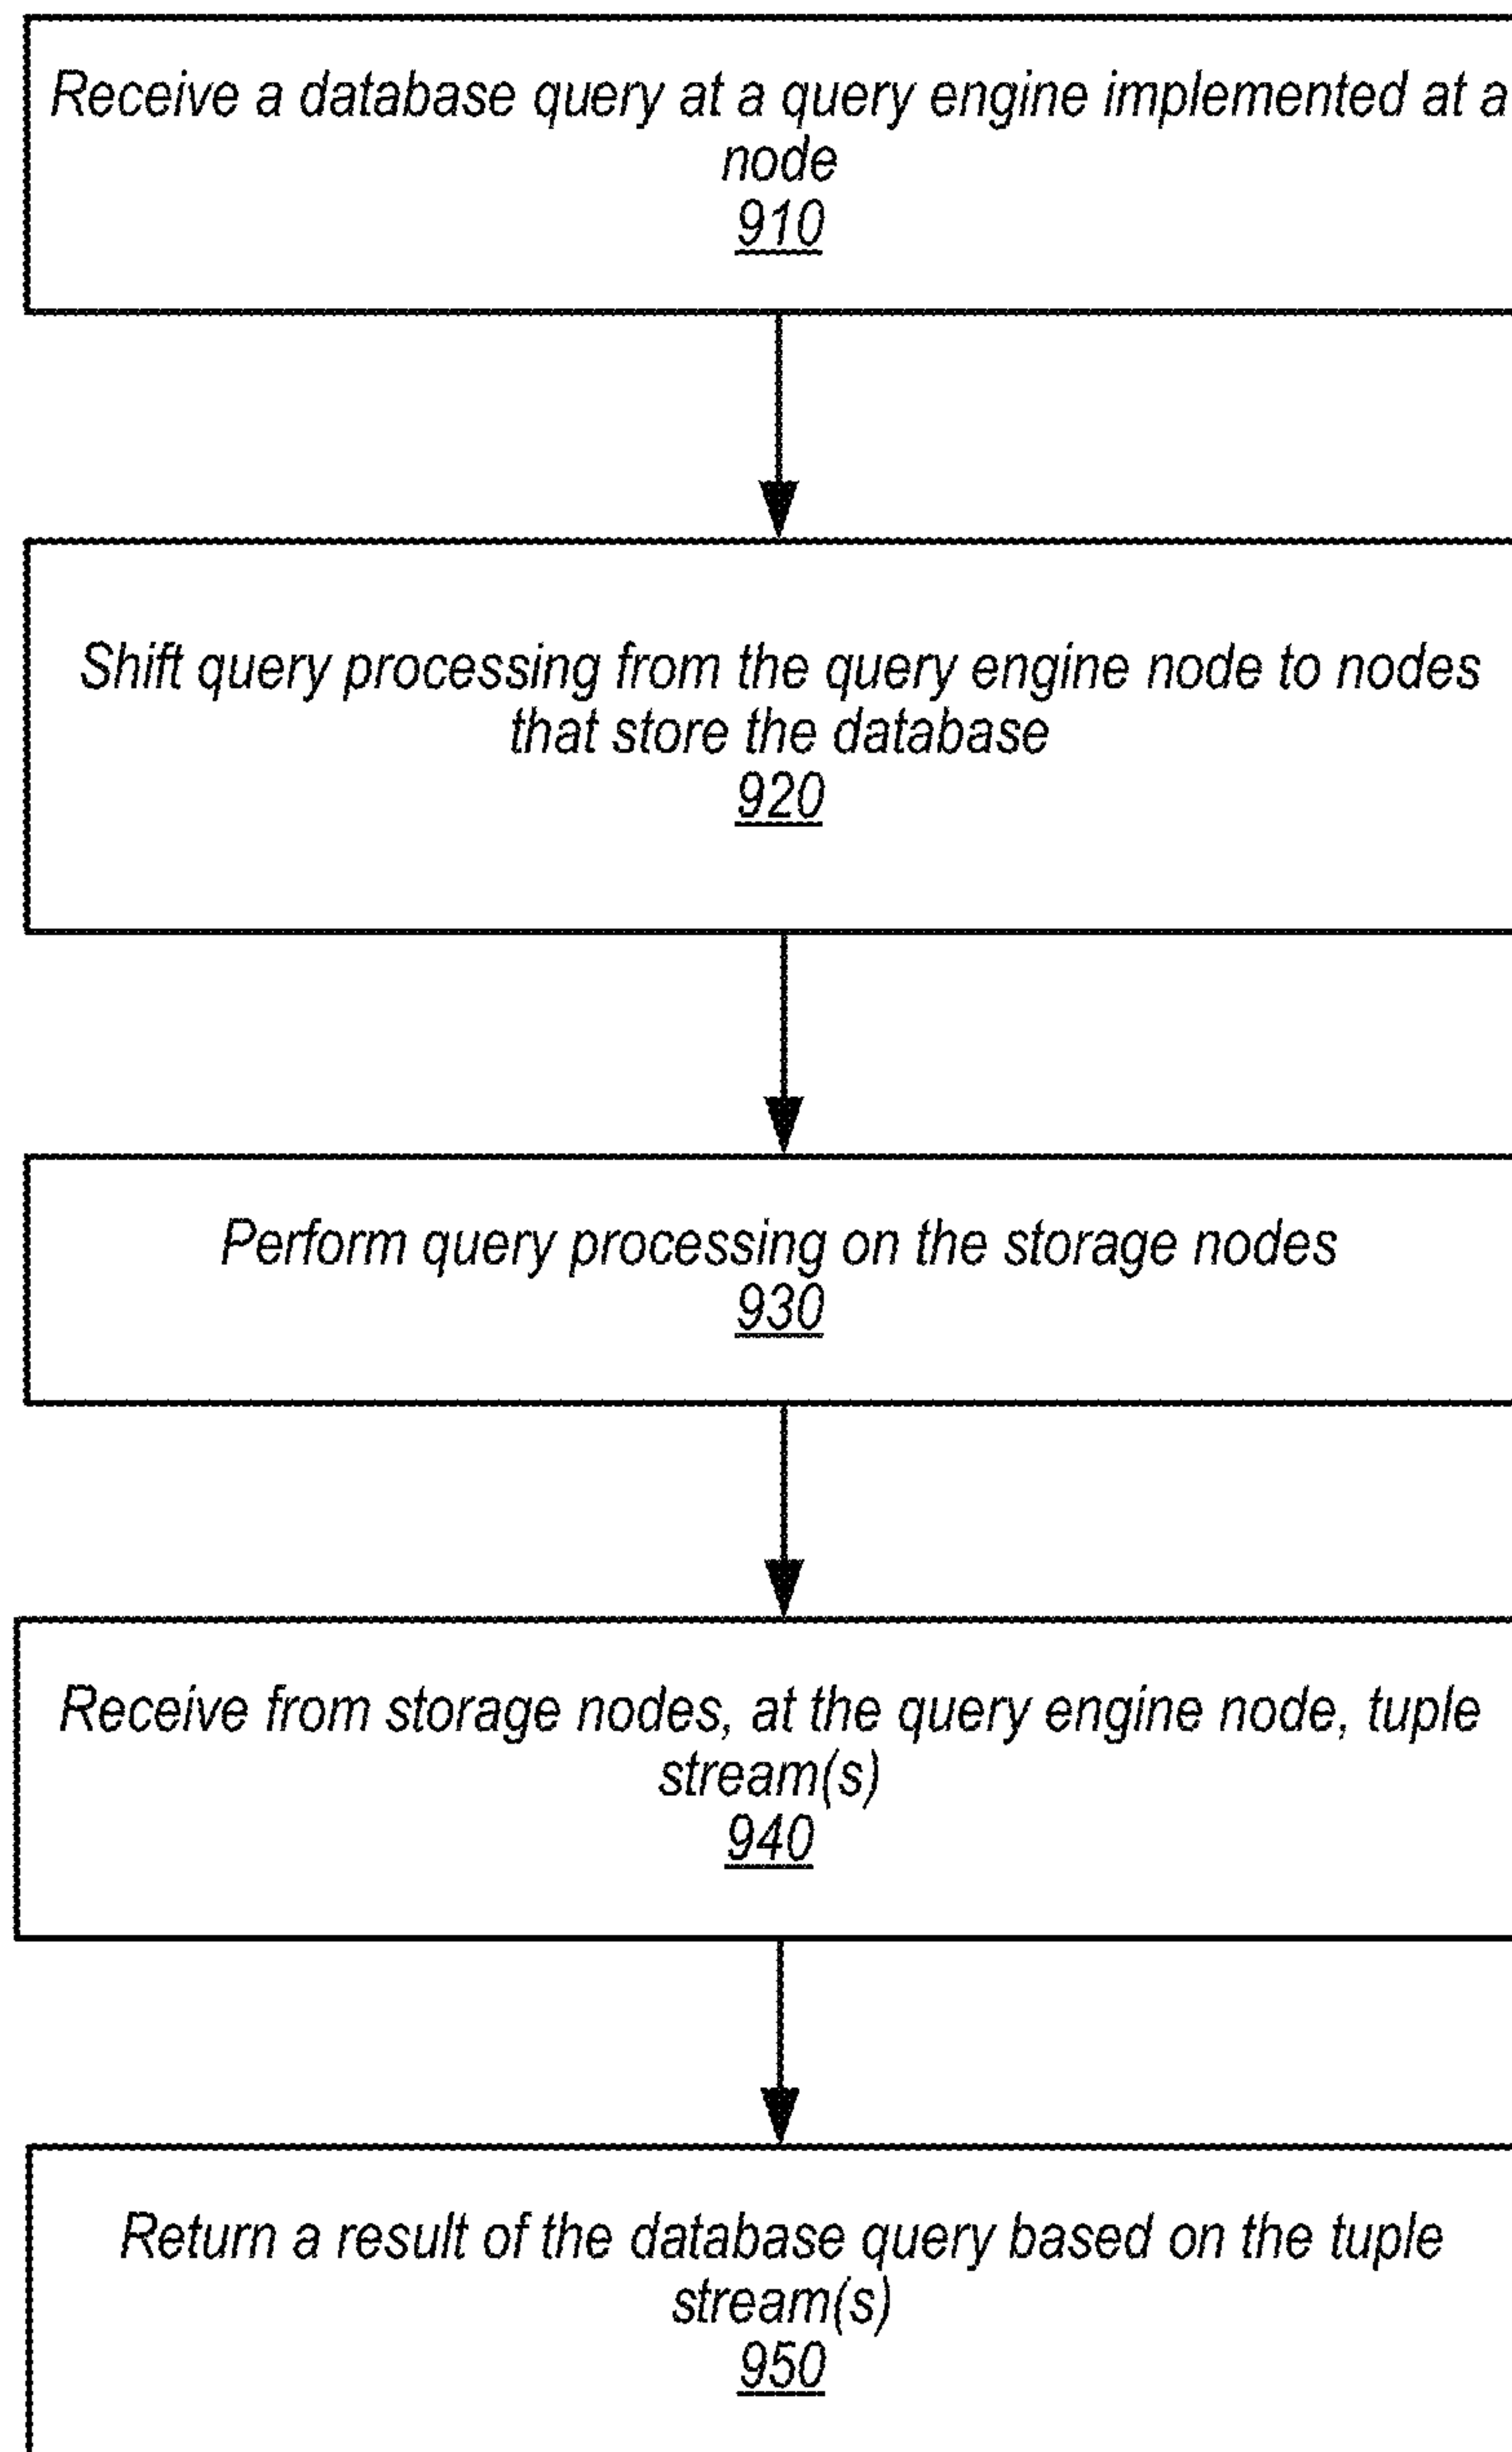 Receive a database query at a query engine implemented at a
node
910
Shift query processing from the query engine node to nodes
that store the database
920
Perform query processing on the storage nodes
930
Receive from storage nodes, at the query engine node, tuple
stream(s)
940
Return a result of the database query based on the tuple
stream(s)
950